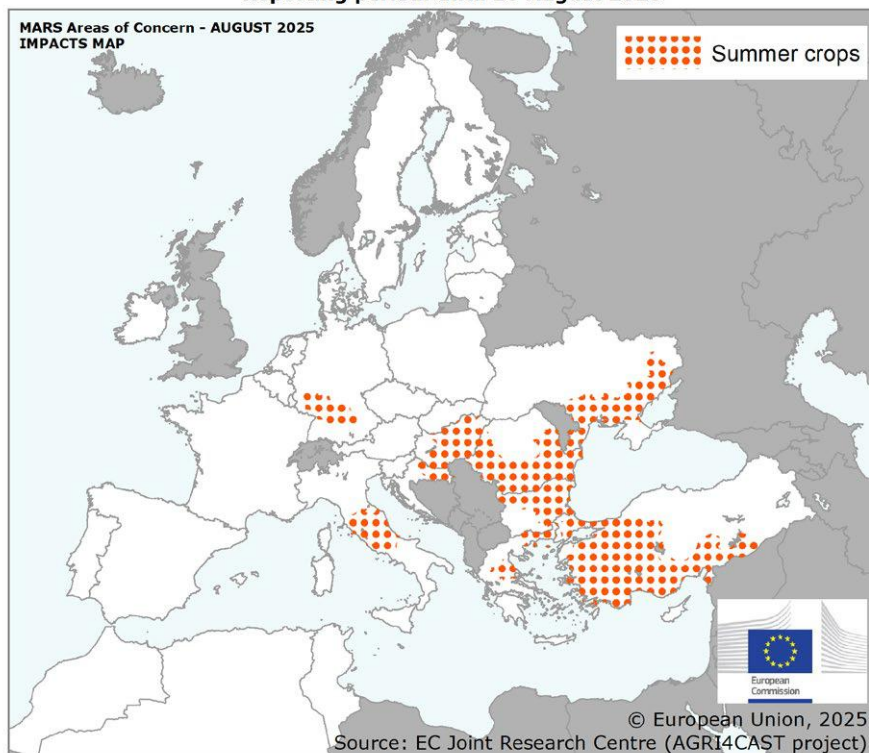 MARS Areas of Concern - AUGUST 2025
IMPACTS MAP
Summer crops
European
Commission
© European Union, 2025
Source: EC Joint Research Centre (AGRI4CAST project)